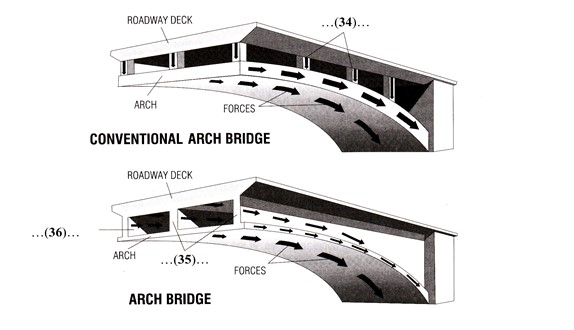 ROADWAY DECK
…(34)…
ARCH
FORCES
CONVENTIONAL ARCH BRIDGE
ROADWAY DECK
…(36)…
ARCH
…(35)…
FORCES
ARCH BRIDGE